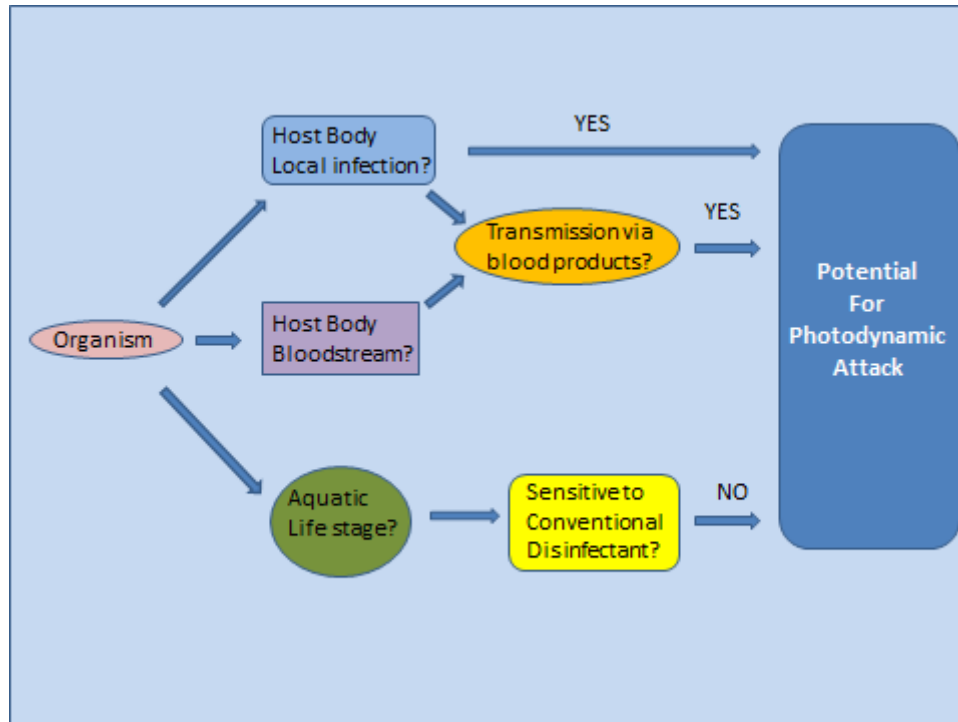 Host Body
Local infection?
YES
Transmission via
blood products?
YES
Organism
Host Body
Bloodstream?
Potential
For
Photodynamic
Attack
Aquatic
Life stage?
Sensitive to
Conventional
Disinfectant?
NO